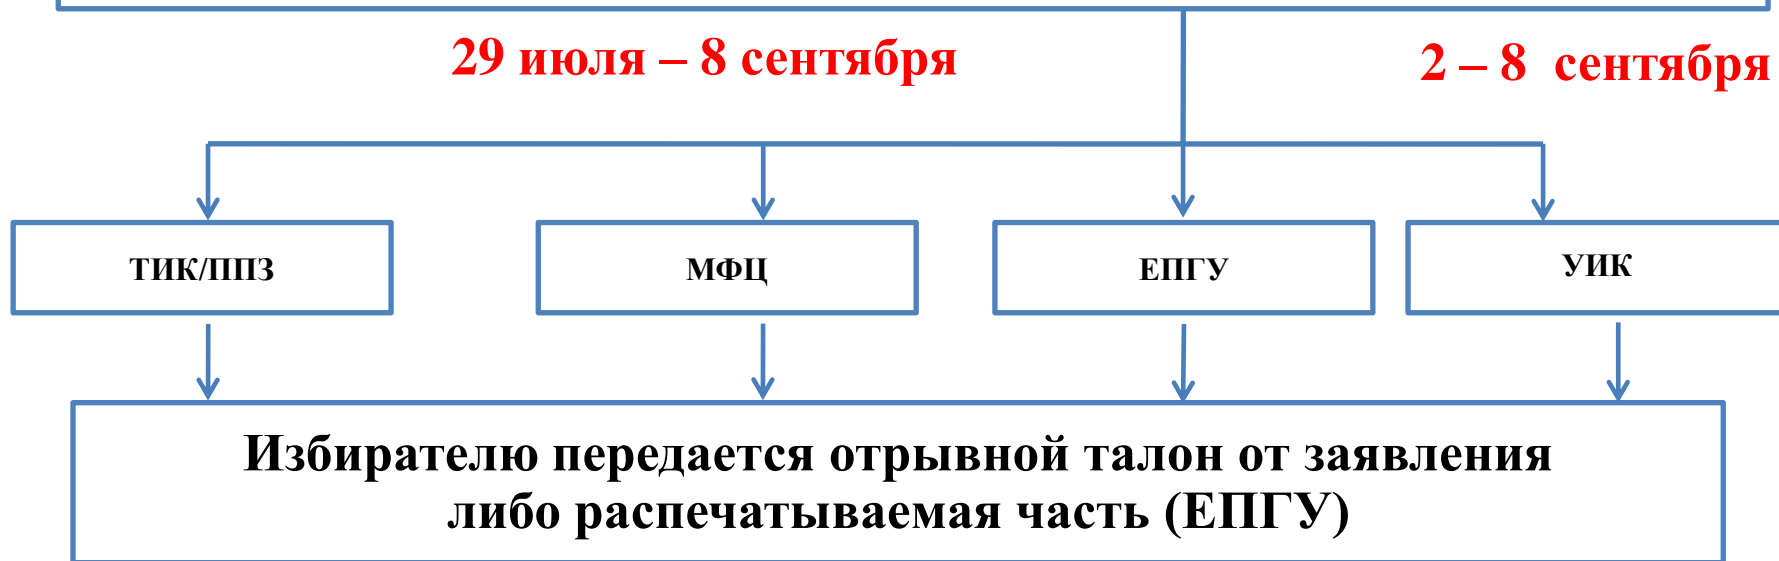 29 июля – 8 сентября
2 – 8 сентября
ТИК/ППЗ
МФЦ
ЕПГУ
УИК
Избирателю передается отрывной талон от заявления
либо распечатываемая часть (ЕПГУ)